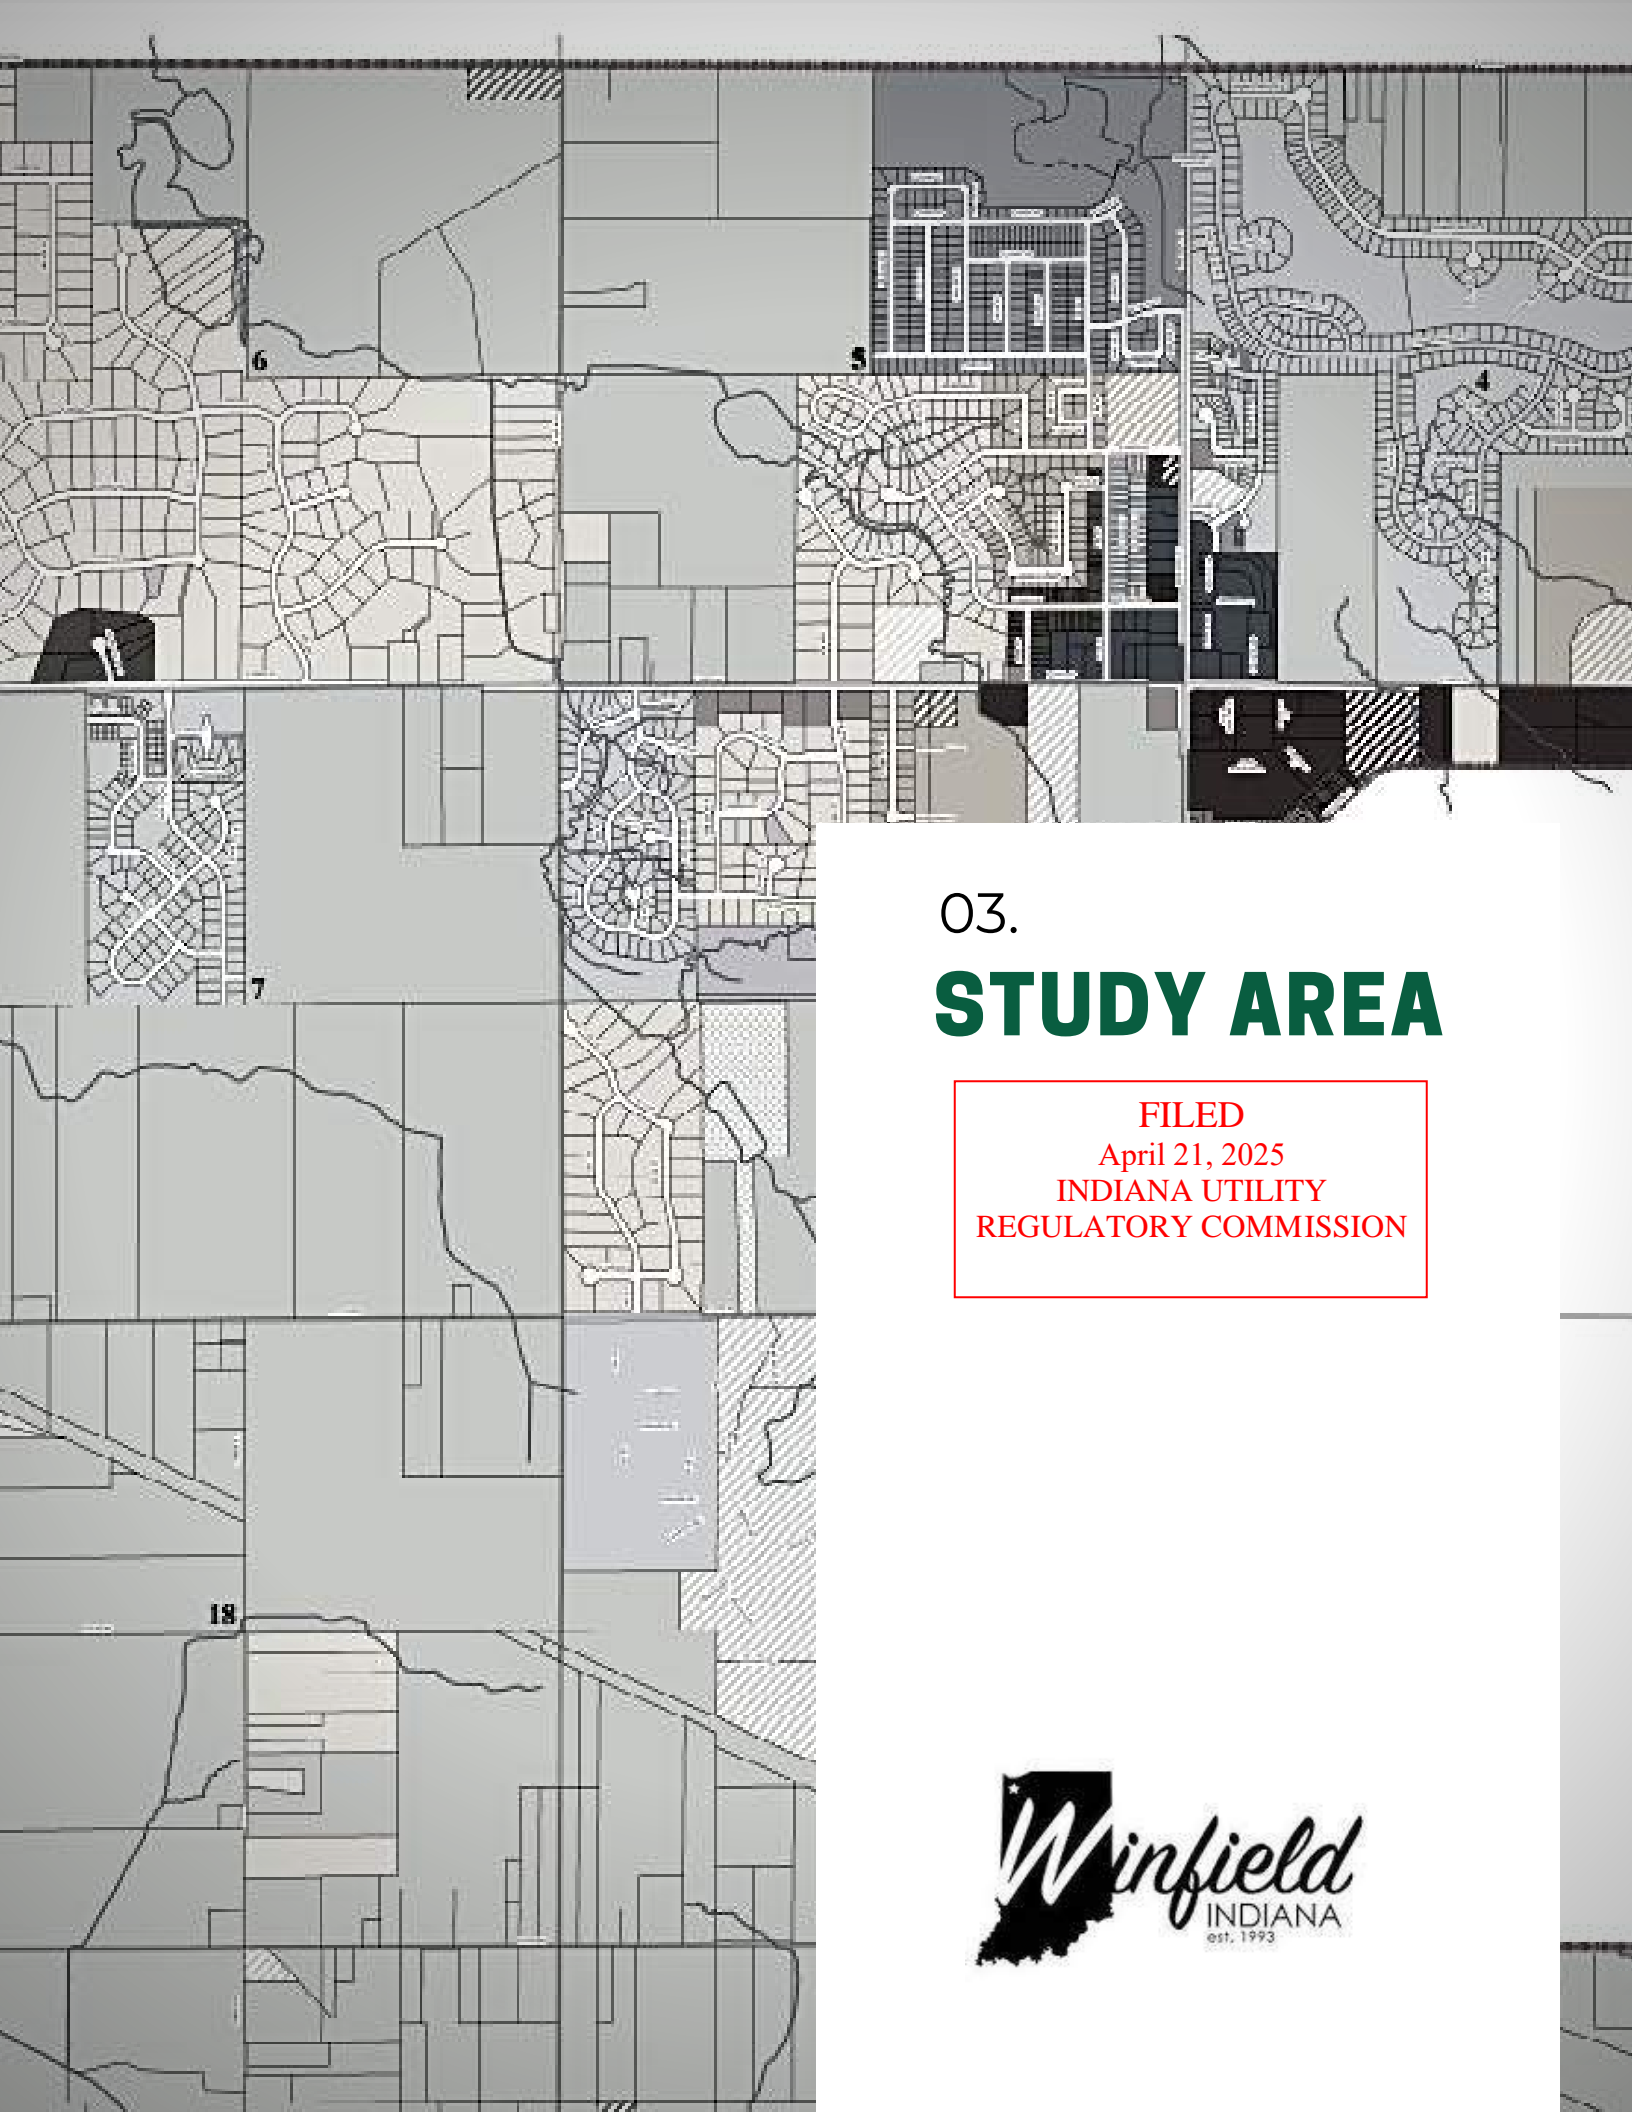 6
5
4
7
03.
STUDY AREA
FILED
April 21, 2025
INDIANA UTILITY
REGULATORY COMMISSION
18
Winfield
INDIANA
est. 1993